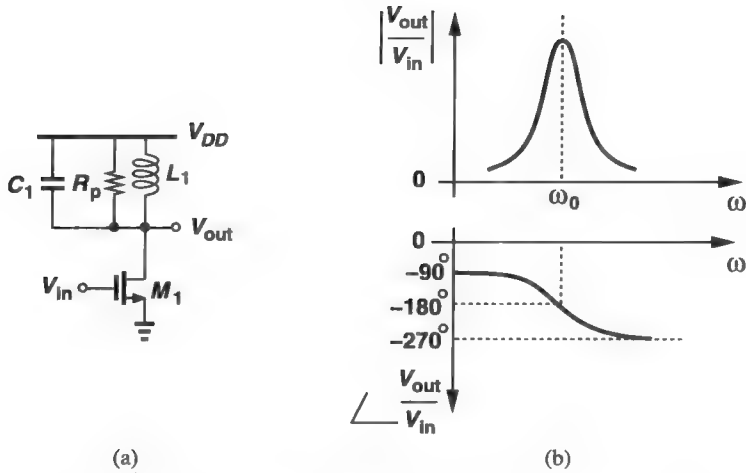 V_DD
C_1 R_p L_1
V_out
V_in M_1
(a)
|V_out/V_in|
0
ω_0 ω
0
ω
−90°
−180°
−270°
V_out/V_in
(b)